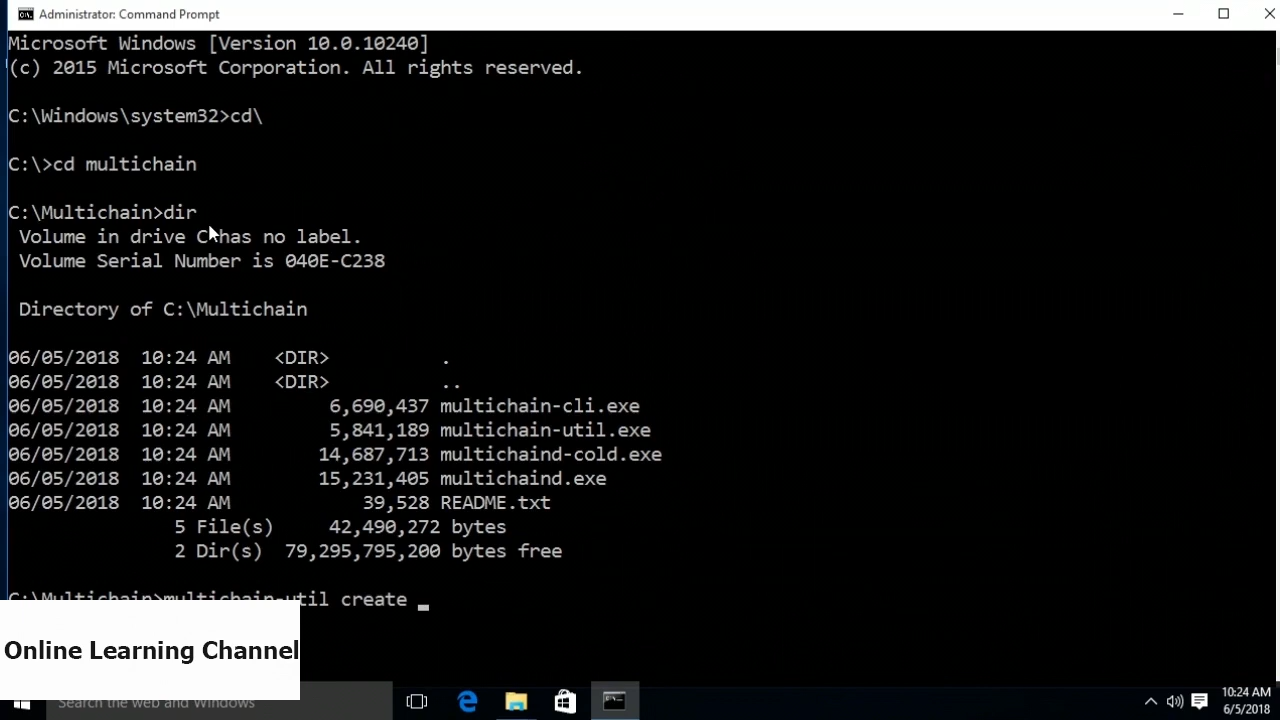 Administrator: Command Prompt
Microsoft Windows [Version 10.0.10240]
(c) 2015 Microsoft Corporation. All rights reserved.
C:\Windows\system32>cd\
C:\>cd multichain
C:\Multichain>dir
Volume in drive C has no label.
Volume Serial Number is 040E-C238
Directory of C:\Multichain
06/05/2018  10:24 AM    <DIR>          .
06/05/2018  10:24 AM    <DIR>          ..
06/05/2018  10:24 AM         6,690,437 multichain-cli.exe
06/05/2018  10:24 AM         5,841,189 multichain-util.exe
06/05/2018  10:24 AM        14,687,713 multichaind-cold.exe
06/05/2018  10:24 AM        15,231,405 multichaind.exe
06/05/2018  10:24 AM            39,528 README.txt
5 File(s)     42,490,272 bytes
2 Dir(s)  79,295,795,200 bytes free
C:\Multichain>multichain-util create _
Online Learning Channel
Search the web and Windows
10:24 AM
6/5/2018